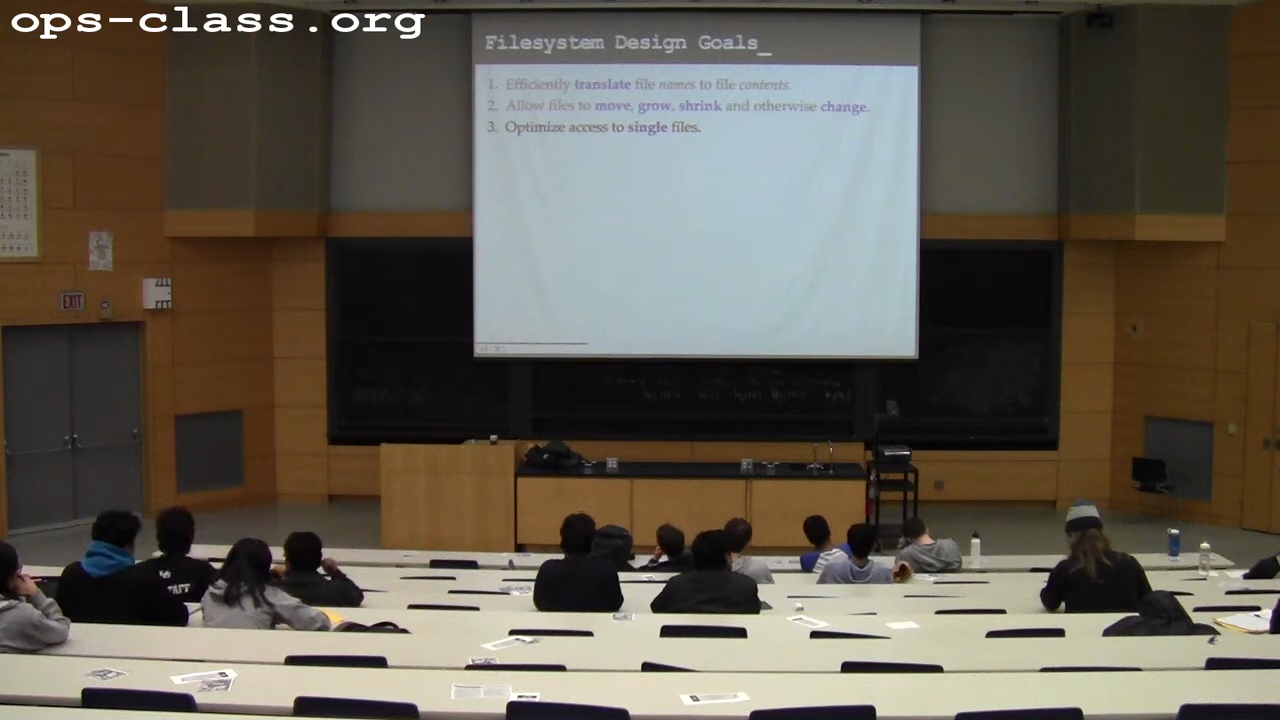 ops-class.org
Filesystem Design Goals_
1. Efficiently translate file names to file contents.
2. Allow files to move, grow, shrink and otherwise change.
3. Optimize access to single files.
EXIT
STAFF